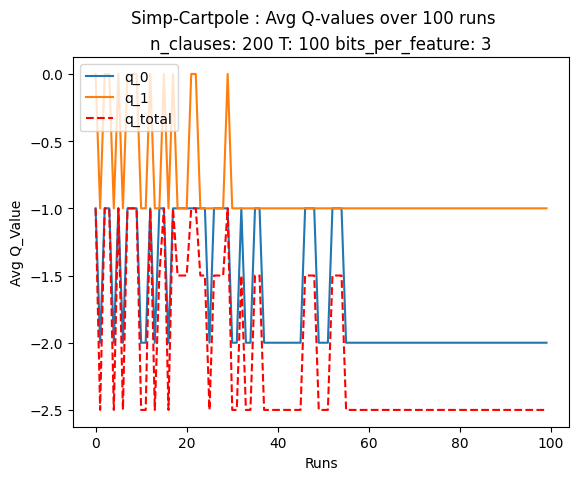 Simp-Cartpole : Avg Q-values over 100 runs
n_clauses: 200 T: 100 bits_per_feature: 3
q_0
q_1
q_total
Avg Q_Value
0.0
−0.5
−1.0
−1.5
−2.0
−2.5
0 20 40 60 80 100
Runs